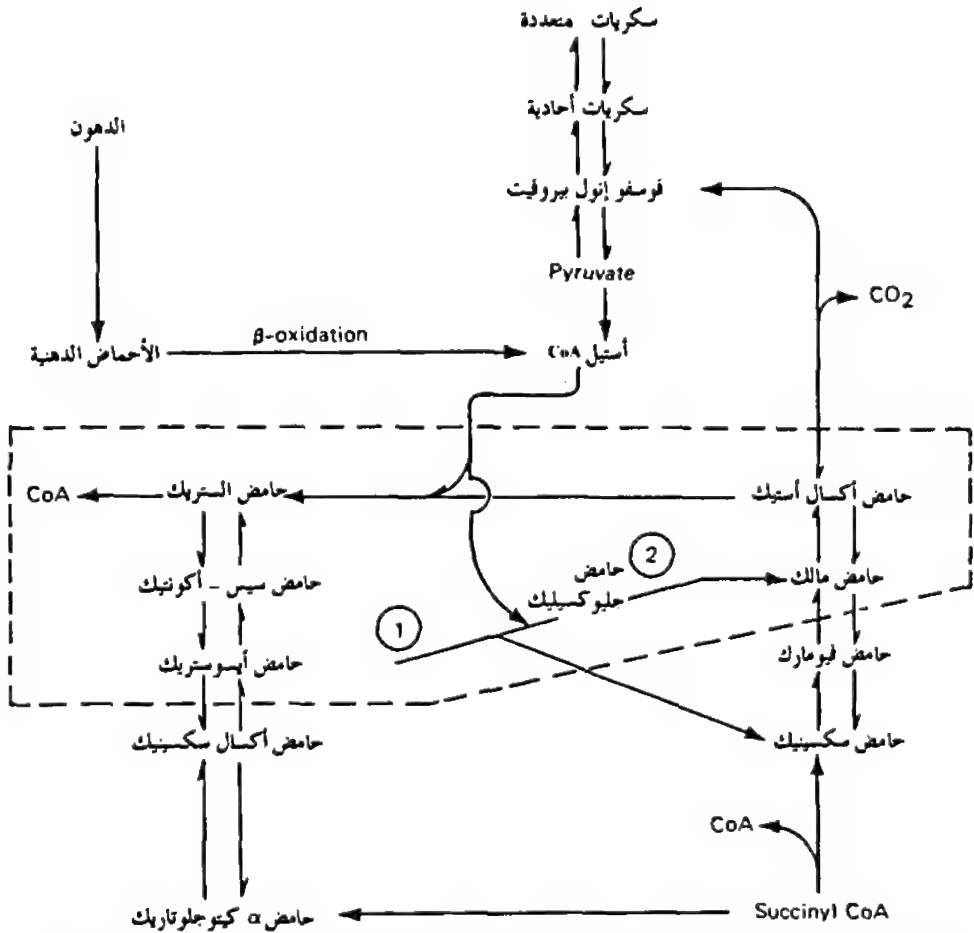 سكريات متعددة
سكريات أحادية
الدهون
فوسفو إنول بيروفيت
Pyruvate
CO2
β-oxidation
الأحماض الدهنية
أستيل CoA
حامض أكسال أستيك
حامض الستريك
CoA
2
حامض
جليوكسيليك
حامض مالك
حامض سيس - أكونتيك
1
حامض فيومارك
حامض أيسوستريك
حامض سكسينيك
حامض أكسال سكسينيك
CoA
Succinyl CoA
حامض α كيتوجلوتاريك